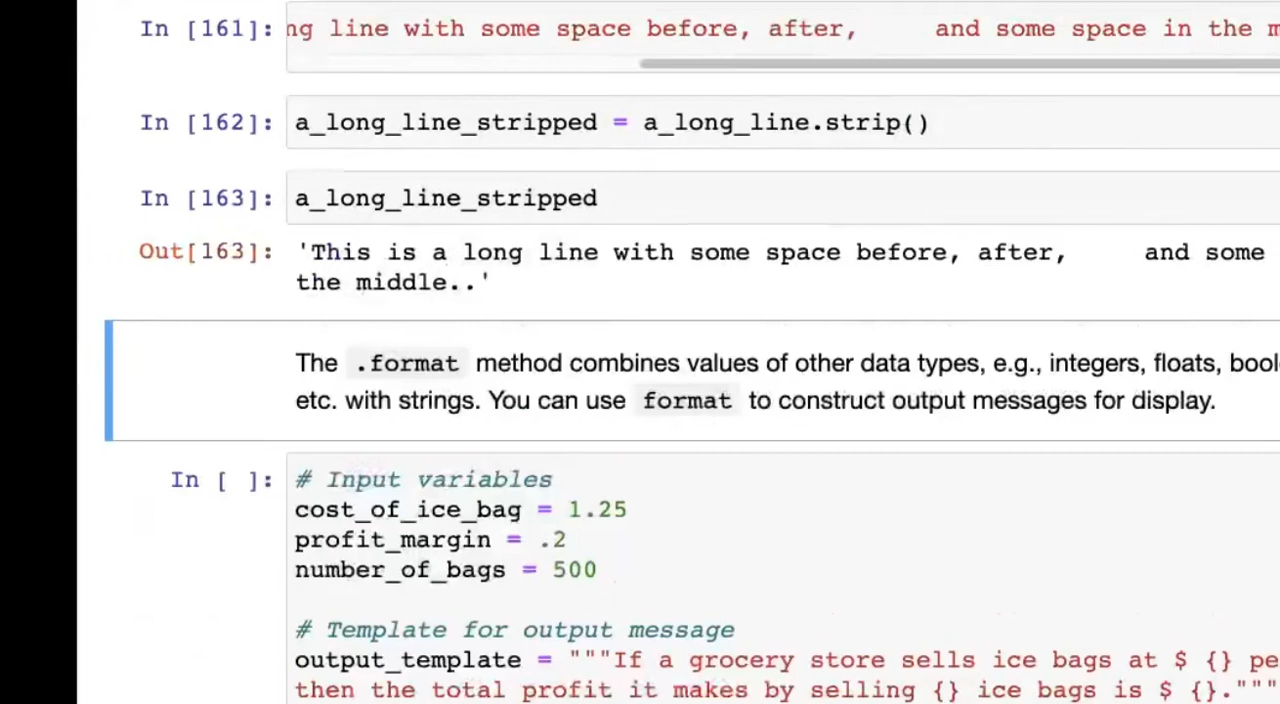 In [161]: ng line with some space before, after,     and some space in the m
In [162]: a_long_line_stripped = a_long_line.strip()
In [163]: a_long_line_stripped
Out[163]: 'This is a long line with some space before, after,     and some
the middle..'
The .format method combines values of other data types, e.g., integers, floats, bool
etc. with strings. You can use format to construct output messages for display.
In [ ]: # Input variables
cost_of_ice_bag = 1.25
profit_margin = .2
number_of_bags = 500
# Template for output message
output_template = """If a grocery store sells ice bags at $ {} pe
then the total profit it makes by selling {} ice bags is $ {}."""